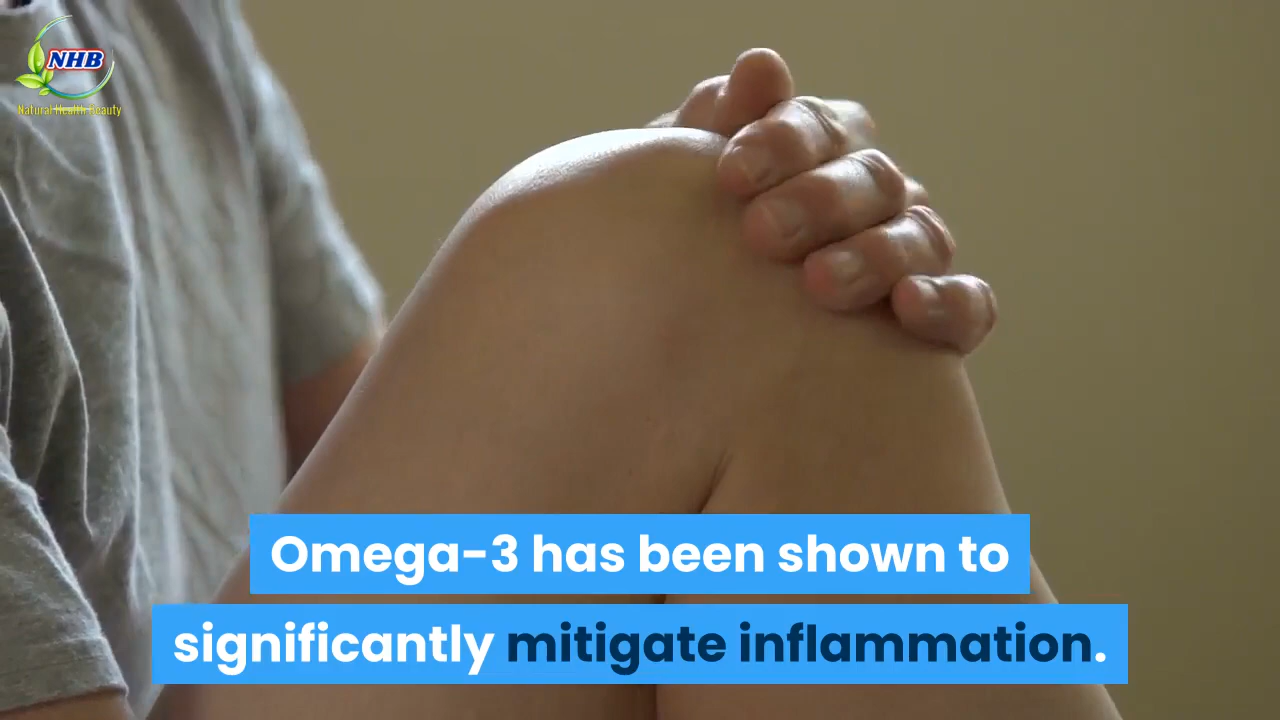 NHB
Natural Health Beauty
Omega-3 has been shown to
significantly mitigate inflammation.